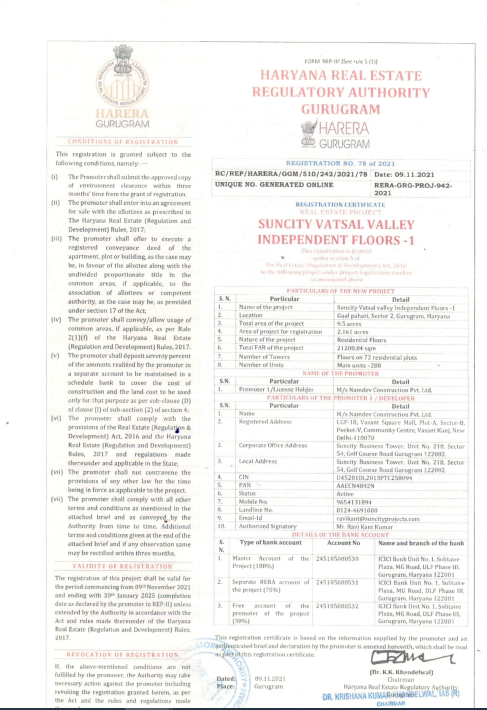 HARERA
GURUGRAM
CONDITIONS OF REGISTRATION
This registration is granted subject to the
following conditions, namely: —
(i) The Promoter shall submit the approved copy
of environment clearance within three
months' time from the grant of registration.
(ii) The promoter shall enter into an agreement
for sale with the allottees as prescribed in
The Haryana Real Estate (Regulation and
Development) Rules, 2017;
(iii) The promoter shall offer to execute a
registered conveyance deed of the
apartment, plot or building, as the case may
be, in favour of the allottee along with the
undivided proportionate title in the
common areas, if applicable, to the
association of allottees or competent
authority, as the case may be, as provided
under section 17 of the Act;
(iv) The promoter shall convey/allow usage of
common areas, if applicable, as per Rule
2(1)(f) of the Haryana Real Estate
(Regulation and Development) Rules, 2017.
(v) The promoter shall deposit seventy percent
of the amounts realized by the promoter in
a separate account to be maintained in a
schedule bank to cover the cost of
construction and the land cost to be used
only for that purpose as per sub-clause (D)
of clause (l) of sub-section (2) of section 4;
(vi) The promoter shall comply with the
provisions of the Real Estate (Regulation &
Development) Act, 2016 and the Haryana
Real Estate (Regulation and Development)
Rules, 2017 and regulations made
thereunder and applicable in the State;
(vii) The promoter shall not contravene the
provisions of any other law for the time
being in force as applicable to the project.
(viii) The promoter shall comply with all other
terms and conditions as mentioned in the
attached brief and as conveyed by the
Authority from time to time. Additional
terms and conditions given at the end of the
attached brief and if any observation same
may be rectified within three months.
VALIDITY OF REGISTRATION
The registration of this project shall be valid for
the period commencing from 09th November 2021
and ending with 30th January 2025 (completion
date as declared by the promoter in REP-II) unless
extended by the Authority in accordance with the
Act and rules made thereunder of the Haryana
Real Estate (Regulation and Development) Rules,
2017.
REVOCATION OF REGISTRATION
If, the above-mentioned conditions are not
fulfilled by the promoter, the Authority may take
necessary action against the promoter including
revoking the registration granted herein, as per
the Act and the rules and regulations made
FORM 'REP-III' [See rule 5 (1)]
HARYANA REAL ESTATE
REGULATORY AUTHORITY
GURUGRAM
HARERA
GURUGRAM
REGISTRATION NO. 78 of 2021
RC/REP/HARERA/GGM/510/242/2021/78 Date: 09.11.2021
UNIQUE NO. GENERATED ONLINE RERA-GRG-PROJ-942-
2021
REGISTRATION CERTIFICATE
REAL ESTATE PROJECT
SUNCITY VATSAL VALLEY
INDEPENDENT FLOORS -1
This registration is granted
under section 5 of
the Real Estate (Regulation & Development) Act, 2016
to the following project under project registration number
as mentioned above
PARTICULARS OF THE NEW PROJECT
S. N. Particular Detail
1. Name of the project Suncity Vatsal valley Independent Floors -1
2. Location Gual pahari, Sector 2, Gurugram, Haryana
3. Total area of the project 9.5 acres
4. Area of project for registration 2.161 acres
5. Nature of the project Residential Floors
6. Total FAR of the project 21200.84 sqm
7. Number of Towers Floors on 72 residential plots
8. Number of Units Main units -288
NAME OF THE PROMOTER
S. N. Particular Detail
1. Promoter 1/License Holder M/s Namdev Construction Pvt. Ltd.
PARTICULARS OF THE PROMOTER 1 / DEVELOPER
S. N. Particular Detail
1. Name M/s Namdev Construction Pvt. Ltd.
2. Registered Address LGF-10, Vasant Square Mall, Plot-A, Sector-B,
Pocket-V, Community Centre, Vasant Kunj, New
Delhi-110070
2. Corporate Office Address Suncity Business Tower, Unit No. 218, Sector
54, Golf Course Road Gurugram 122002.
3. Local Address Suncity Business Tower, Unit No. 218, Sector
54, Golf Course Road Gurugram 122002.
4. CIN
5. PAN AAECN4892N
6. Status Active
7. Mobile No. 9654131894
8. Landline No. 0124-4691000
9. Email-Id ravikant@suncityprojects.com
10. Authorized Signatory Mr. Ravi Kant Kumar
DETAILS OF THE BANK ACCOUNT
S. N. Type of bank account Account No Name and branch of the bank
1. Master Account of the Project (100%) 245105000530 ICICI Bank Unit No. 1, Solitaire
Plaza, MG Road, DLF Phase III,
Gurugram, Haryana 122001
2. Separate RERA account of the project (70%) 245105000531 ICICI Bank Unit No. 1, Solitaire
Plaza, MG Road, DLF Phase III,
Gurugram, Haryana 122001
3. Free account of the promoter of the project (30%) 245105000532 ICICI Bank Unit No. 1, Solitaire
Plaza, MG Road, DLF Phase III,
Gurugram, Haryana 122001
This registration certificate is based on the information supplied by the promoter and an
authenticated brief and declaration by the promoter is annexed herewith, which shall be read
as part of this registration certificate.
Dated: 09.11.2021
Place: Gurugram
(Dr. K.K. Khandelwal)
Chairman
Haryana Real Estate Regulatory Authority
DR. KRISHANA KUMAR KHANDELWAL, IAS (R)
CHAIRMAN